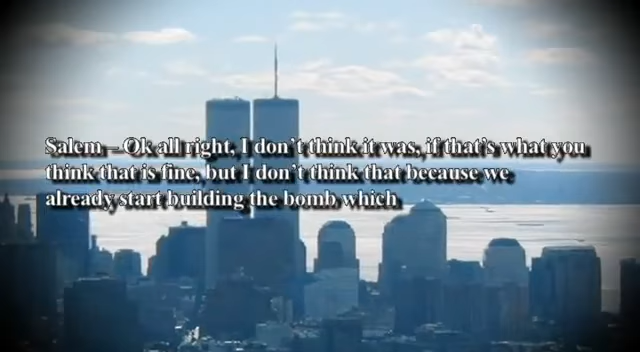 Salem – Ok all right, I don't think it was, if that's what you
think that is fine, but I don't think that because we
already start building the bomb which